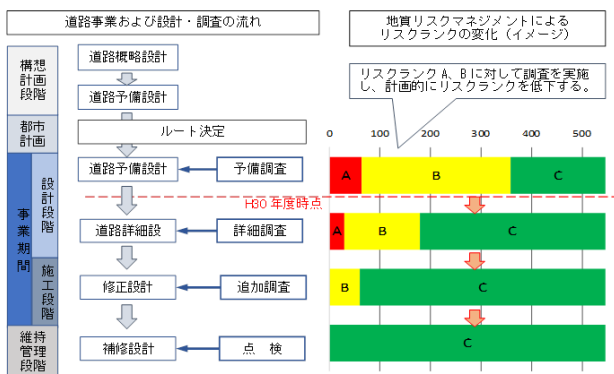 道路事業および設計・調査の流れ
地質リスクマネジメントによる
リスクランクの変化（イメージ）
構想
計画
段階
道路概略設計
道路予備設計
リスクランク A、B に対して調査を実施
し、計画的にリスクランクを低下する。
都市
計画
ルート決定
0 100 200 300 400 500
事業期間
設計段階
道路予備設計
予備調査
A B C
H30 年度時点
道路詳細設
詳細調査
A B C
施工段階
修正設計
追加調査
B C
維持
管理
段階
補修設計
点 検
C